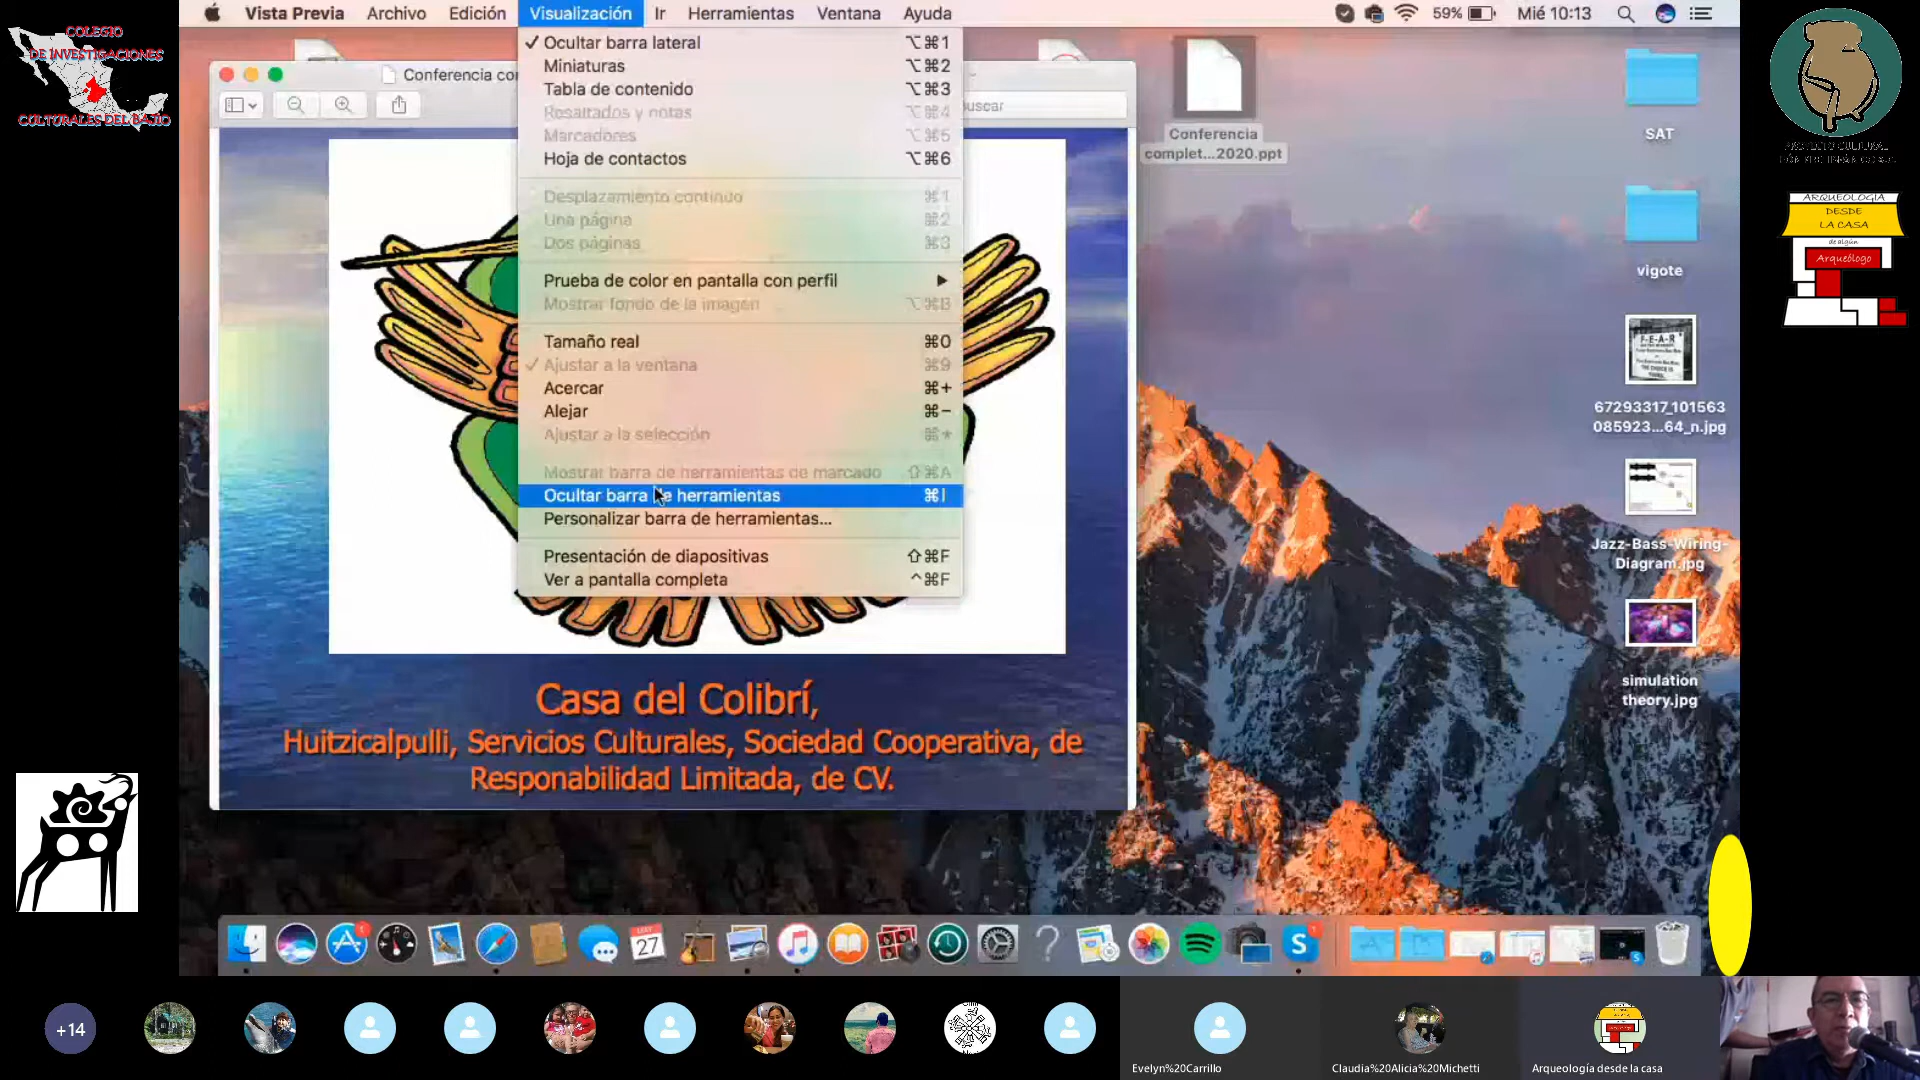 COLEGIO
DE INVESTIGACIONES
CULTURALES DEL BAJIO
Vista Previa Archivo Edición Visualización Ir Herramientas Ventana Ayuda
59% Mié 10:13
✓ Ocultar barra lateral ⌥⌘1
Miniaturas ⌥⌘2
Tabla de contenido ⌥⌘3
Resaltados y notas ⌥⌘4
Marcadores ⌥⌘5
Hoja de contactos ⌥⌘6
Desplazamiento continuo ⌘1
Una página ⌘2
Dos páginas ⌘3
Prueba de color en pantalla con perfil
Mostrar fondo de la imagen ⌥⌘B
Tamaño real ⌘0
✓ Ajustar a la ventana ⌘9
Acercar ⌘+
Alejar ⌘−
Ajustar a la selección ⌘*
Mostrar barra de herramientas de marcado ⇧⌘A
Ocultar barra de herramientas ⌘I
Personalizar barra de herramientas...
Presentación de diapositivas ⇧⌘F
Ver a pantalla completa ^⌘F
Conferencia co
uscar
Casa del Colibrí,
Huitzicalpulli, Servicios Culturales, Sociedad Cooperativa, de
Responsabilidad Limitada, de CV.
Conferencia
complet...2020.ppt
SAT
vigote
F-E-A-R
67293317_101563
085923...64_n.jpg
Jazz-Bass-Wiring-
Diagram.jpg
simulation
theory.jpg
ARQUEOLOGIA
DESDE
LA CASA
de algún
Arqueólogo
27
+14
Evelyn%20Carrillo
Claudia%20Alicia%20Michetti
Arqueología desde la casa